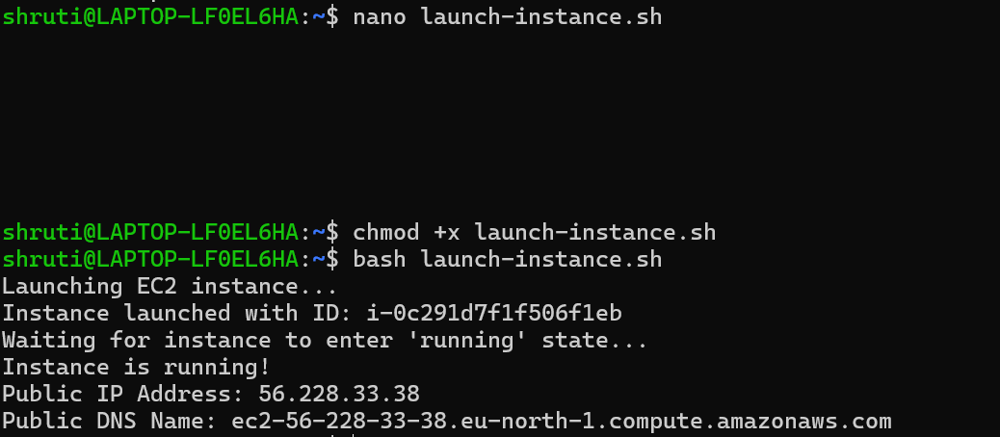 shruti@LAPTOP-LF0EL6HA:~$ nano launch-instance.sh
shruti@LAPTOP-LF0EL6HA:~$ chmod +x launch-instance.sh
shruti@LAPTOP-LF0EL6HA:~$ bash launch-instance.sh
Launching EC2 instance...
Instance launched with ID: i-0c291d7f1f506f1eb
Waiting for instance to enter 'running' state...
Instance is running!
Public IP Address: 56.228.33.38
Public DNS Name: ec2-56-228-33-38.eu-north-1.compute.amazonaws.com